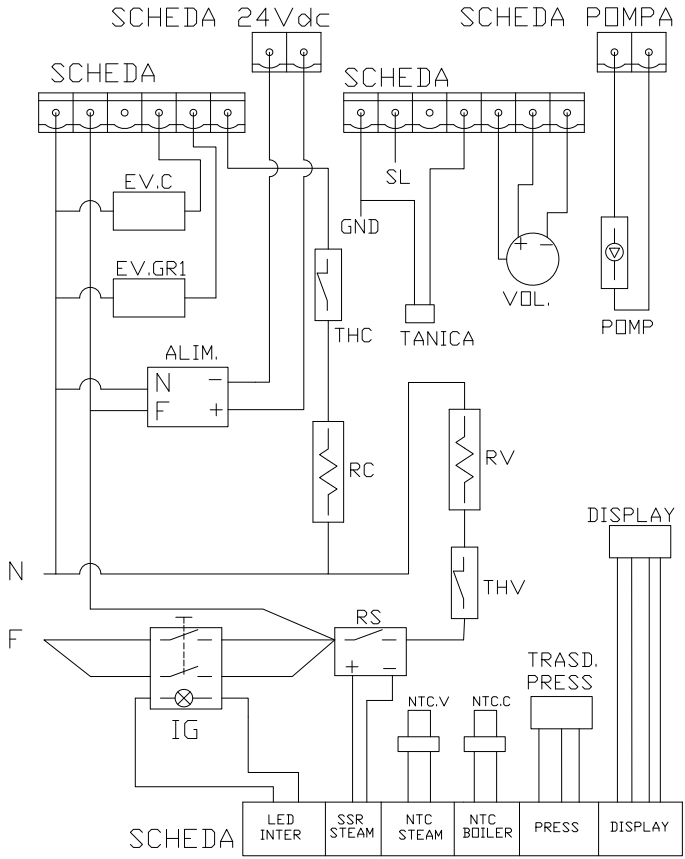 SCHEDA 24Vdc
SCHEDA POMPA
SCHEDA
SCHEDA
EV.C
SL
GND
+ −
VOL.
EV.GR1
THC
TANICA
POMP
ALIM.
N −
F +
RC
RV
DISPLAY
N
THV
F
RS
+ −
TRASD.
PRESS
IG
NTC.V
NTC.C
SCHEDA
LED
INTER
SSR
STEAM
NTC
STEAM
NTC
BOILER
PRESS
DISPLAY